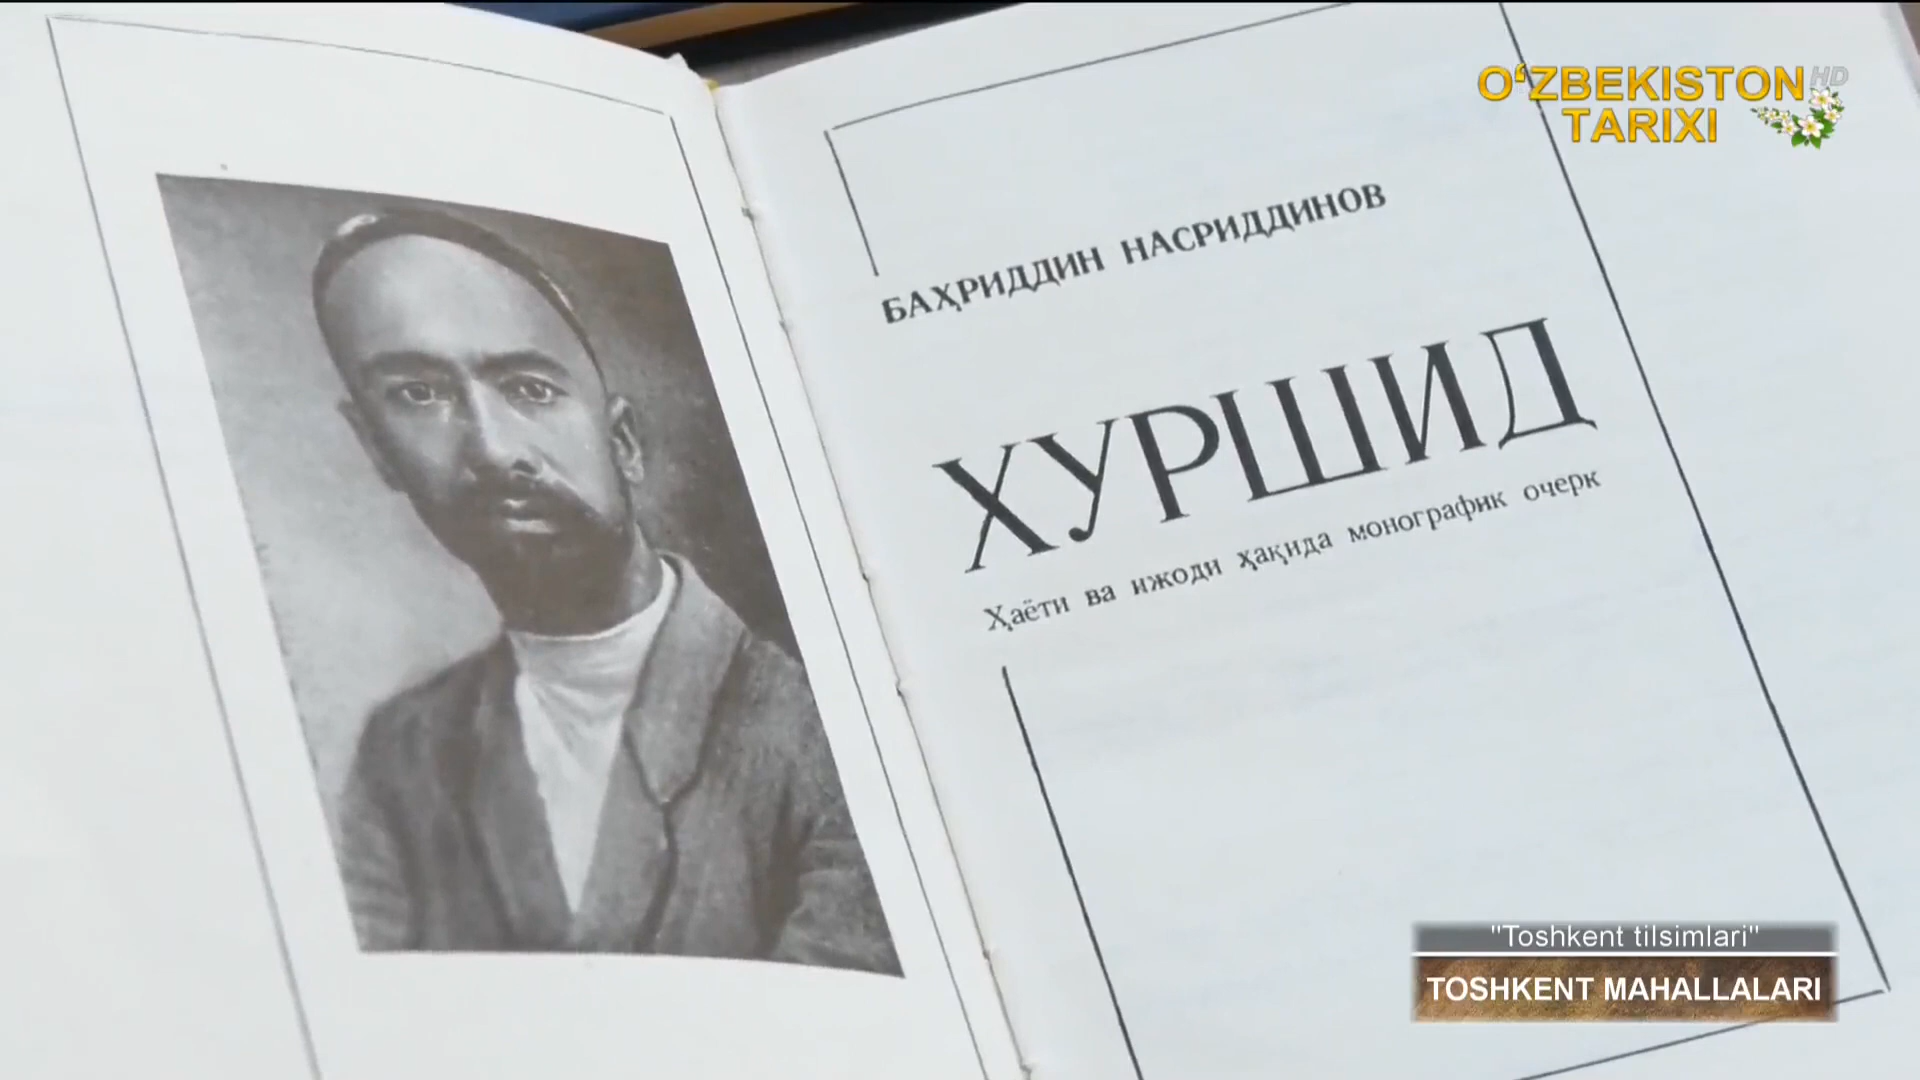 O‘ZBEKISTON HD
TARIXI
БАҲРИДДИН НАСРИДДИНОВ
ХУРШИД
Ҳаёти ва ижоди ҳақида монографик очерк
"Toshkent tilsimlari"
TOSHKENT MAHALLALARI